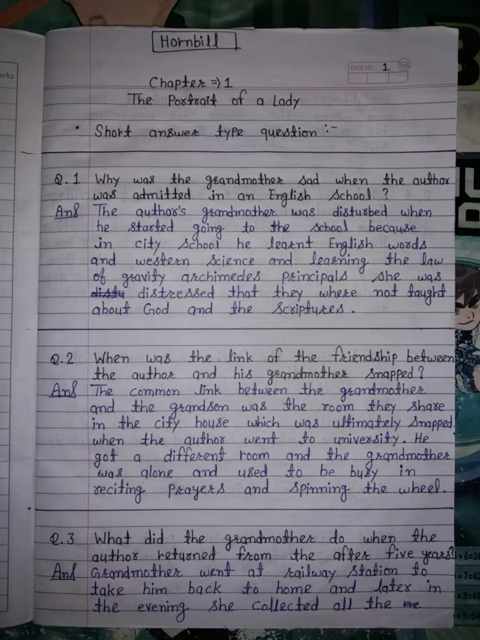 Hornbill
PAGE NO. 1
Chapter ⇒ 1
The Portrait of a Lady
• Short answer type question :-
Q.1 Why was the grandmother sad when the author
was admitted in an English School ?
Ans The author's grandmother was disturbed when
he started going to the school because
in city school he learnt English words
and western science and learning the law
of gravity archimedes principals she was
distu distressed that they where not taught
about God and the Scriptures.
Q.2 When was the link of the friendship between
the author and his grandmother snapped ?
Ans The common link between the grandmother
and the grandson was the room they share
in the city house which was ultimately snapped
when the author went to university. He
got a different room and the grandmother
was alone and used to be busy in
reciting Prayers and Spinning the wheel.
Q.3 What did the grandmother do when the
author returned from the after five years?
Ans Grandmother went at railway station to
take him back to home and later in
the evening she collected all the